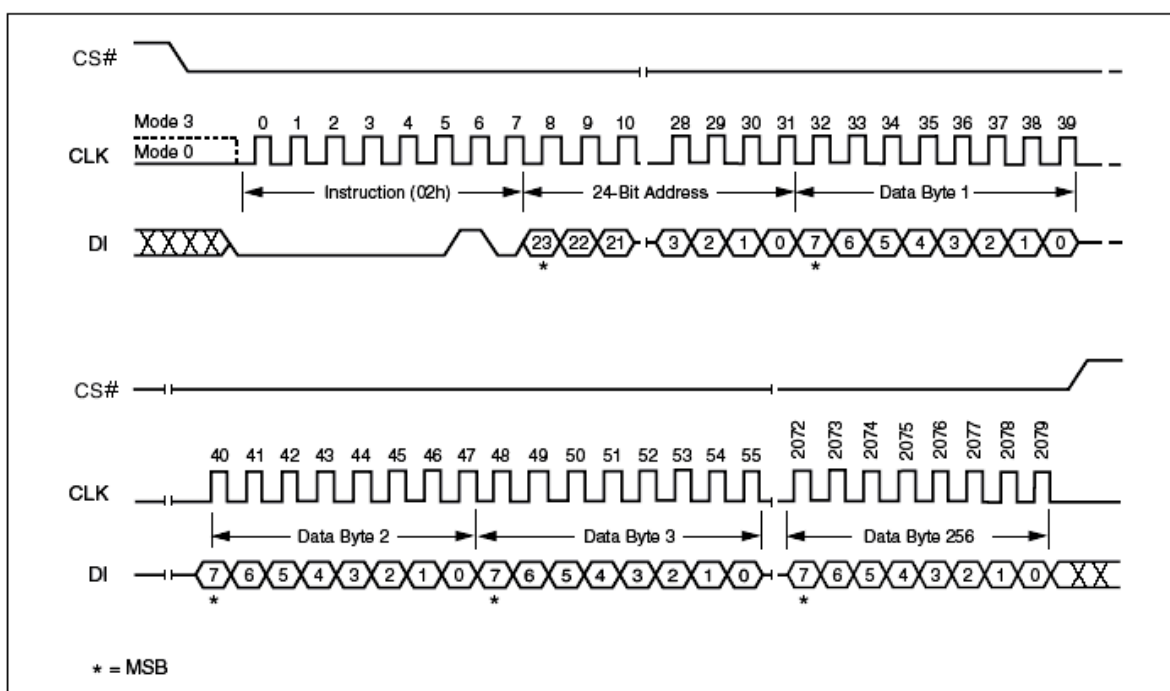 CS#
Mode 3
0 1 2 3 4 5 6 7 8 9 10 28 29 30 31 32 33 34 35 36 37 38 39
CLK
Mode 0
Instruction (02h) 24-Bit Address Data Byte 1
DI 23 22 21 3 2 1 0 7 6 5 4 3 2 1 0
* *
CS#
40 41 42 43 44 45 46 47 48 49 50 51 52 53 54 55 2072 2073 2074 2075 2076 2077 2078 2079
CLK
Data Byte 2 Data Byte 3 Data Byte 256
DI 7 6 5 4 3 2 1 0 7 6 5 4 3 2 1 0 7 6 5 4 3 2 1 0
* * *
* = MSB